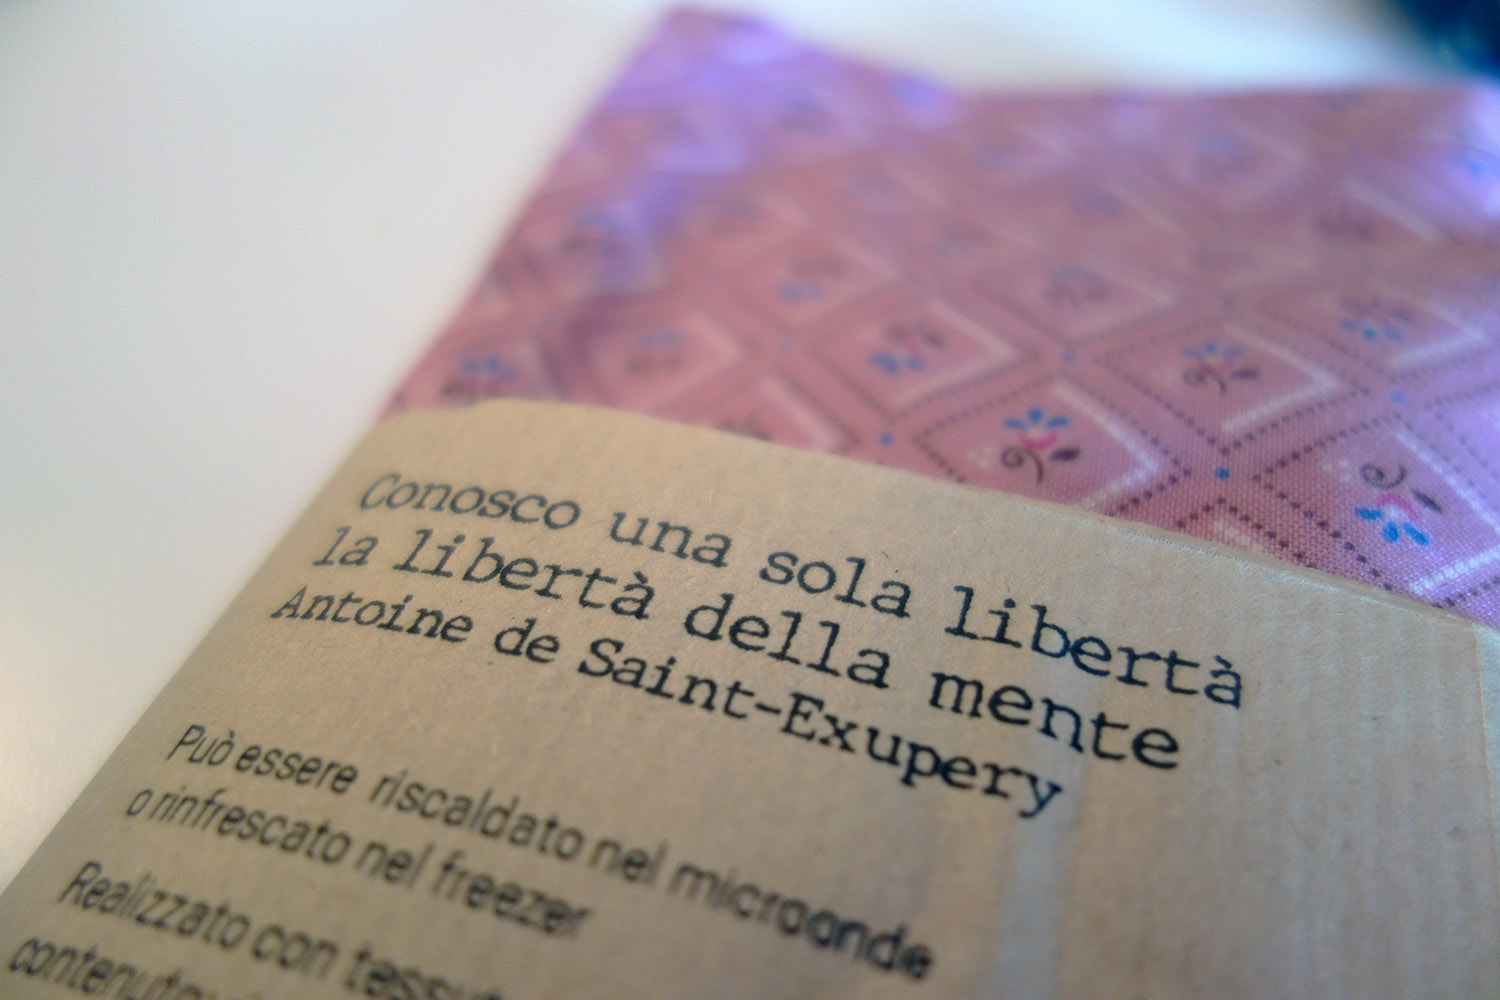 Conosco una sola libertà
la libertà della mente
Antoine de Saint-Exupery
Può essere riscaldato nel microonde
o rinfrescato nel freezer
Realizzato con